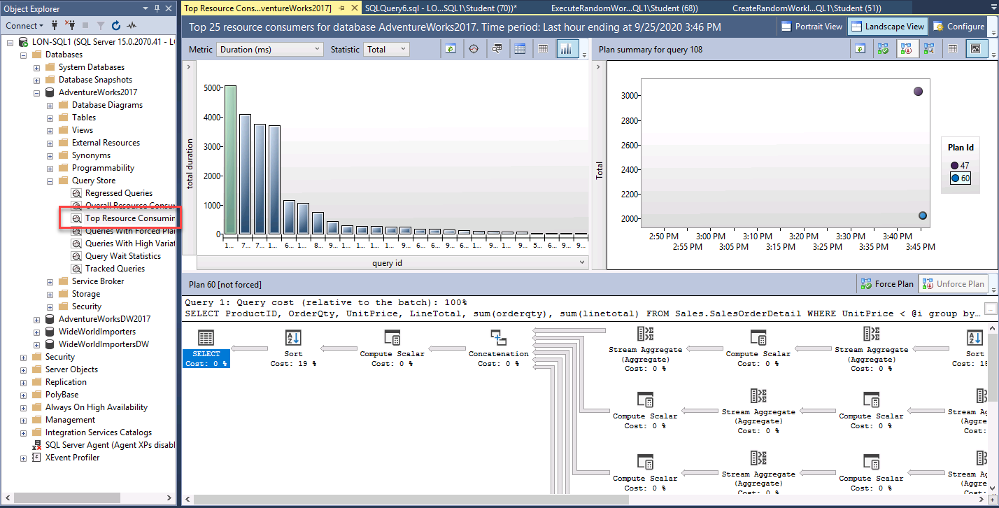 Object Explorer
Connect
LON-SQL1 (SQL Server 15.0.2070.41 - L
Databases
System Databases
Database Snapshots
AdventureWorks2017
Database Diagrams
Tables
Views
External Resources
Synonyms
Programmability
Query Store
Regressed Queries
Overall Resource Consu
Top Resource Consumin
Queries With Forced Plan
Queries With High Variat
Query Wait Statistics
Tracked Queries
Service Broker
Storage
Security
AdventureWorksDW2017
WideWorldImporters
WideWorldImportersDW
Security
Server Objects
Replication
PolyBase
Always On High Availability
Management
Integration Services Catalogs
SQL Server Agent (Agent XPs disabl
XEvent Profiler
Top Resource Cons...ventureWorks2017]
SQLQuery6.sql - LO...SQL1\Student (70))*
ExecuteRandomWor...QL1\Student (68))
CreateRandomWorkl...QL1\Student (51))
Top 25 resource consumers for database AdventureWorks2017. Time period: Last hour ending at 9/25/2020 3:46 PM
Portrait View
Landscape View
Configure
Metric Duration (ms) Statistic Total
total duration
5000
4000
3000
2000
1000
0
1... 7... 7... 1... 6... 1... 8... 9... 1... 1... 1... 9... 9... 6... 6... 9... 6... 1... 1... 9... 9... 5... 6... 9... 9...
query id
Plan summary for query 108
Total
3000
2800
2600
2400
2200
2000
2:50 PM 3:00 PM 3:10 PM 3:20 PM 3:30 PM 3:40 PM
2:55 PM 3:05 PM 3:15 PM 3:25 PM 3:35 PM 3:45 PM
Plan Id
47
60
Plan 60 [not forced]
Force Plan
Unforce Plan
Query 1: Query cost (relative to the batch): 100%
SELECT ProductID, OrderQty, UnitPrice, LineTotal, sum(orderqty), sum(linetotal) FROM Sales.SalesOrderDetail WHERE UnitPrice < @i group by...
SELECT
Cost: 0 %
Sort
Cost: 19 %
Compute Scalar
Cost: 0 %
Concatenation
Cost: 0 %
Stream Aggregate
(Aggregate)
Cost: 0 %
Compute Scalar
Cost: 0 %
Stream Aggregate
(Aggregate)
Cost: 0 %
Sort
Cost: 15
Compute Scalar
Cost: 0 %
Stream Aggregate
(Aggregate)
Cost: 0 %
Compute Scalar
Cost: 0 %
Stream Ag
(Aggre
Cost:
Compute Scalar
Cost: 0 %
Stream Aggregate
(Aggregate)
Cost: 0 %
Compute Scalar
Cost: 0 %
Stream Ag
(Aggre
Cost: